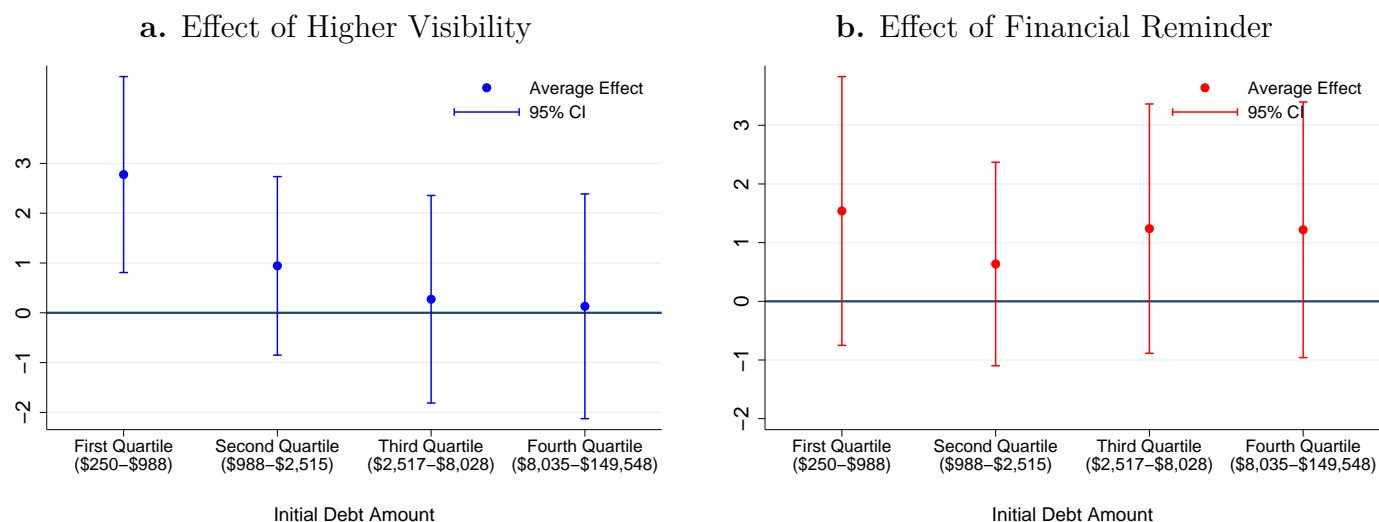 a. Effect of Higher Visibility
Average Effect
95% CI
3
2
1
0
−1
−2
First Quartile
($250−$988)
Second Quartile
($988−$2,515)
Third Quartile
($2,517−$8,028)
Fourth Quartile
($8,035−$149,548)
Initial Debt Amount
b. Effect of Financial Reminder
Average Effect
95% CI
3
2
1
0
−1
−2
First Quartile
($250−$988)
Second Quartile
($988−$2,515)
Third Quartile
($2,517−$8,028)
Fourth Quartile
($8,035−$149,548)
Initial Debt Amount